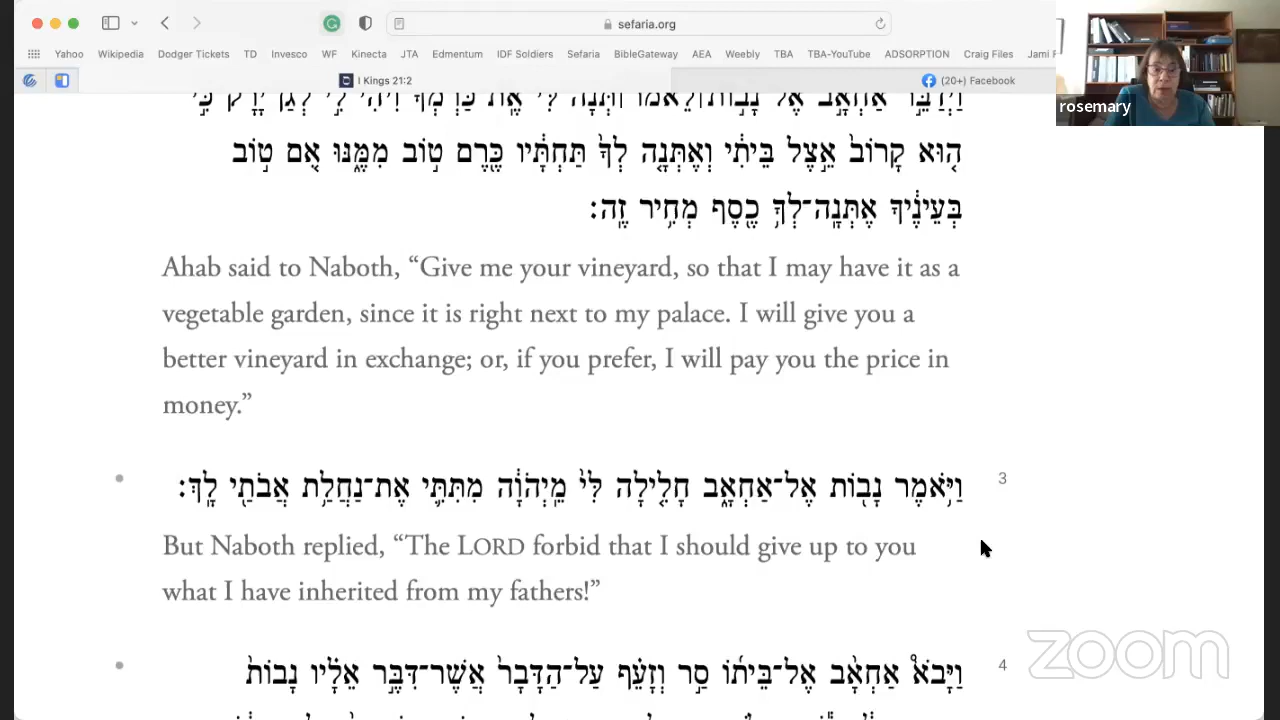 sefaria.org
Yahoo Wikipedia Dodger Tickets TD Invesco WF Kinecta JTA Edmentum IDF Soldiers Sefaria BibleGateway AEA Weebly TBA TBA-YouTube ADSORPTION Craig Files Jami
I Kings 21:2 (20+) Facebook
rosemary
ה֚וּא קָרוֹב֙ אֵ֣צֶל בֵּיתִ֔י וְאֶתְּנָ֤ה לְךָ֙ תַּחְתָּ֔יו כֶּ֖רֶם ט֣וֹב מִמֶּ֑נּוּ אִ֚ם ט֣וֹב
בְּעֵינֶ֔יךָ אֶתְּנָֽה־לְךָ֥ כֶ֖סֶף מְחִ֥יר זֶֽה׃
Ahab said to Naboth, “Give me your vineyard, so that I may have it as a
vegetable garden, since it is right next to my palace. I will give you a
better vineyard in exchange; or, if you prefer, I will pay you the price in
money.”
3
וַיֹּ֥אמֶר נָב֖וֹת אֶל־אַחְאָ֑ב חָלִ֤ילָה לִּי֙ מֵֽיְהֹוָ֔ה מִתִּתִּ֛י אֶת־נַחֲלַ֥ת אֲבֹתַ֖י לָֽךְ׃
But Naboth replied, “The LORD forbid that I should give up to you
what I have inherited from my fathers!”
4
וַיָּבֹא֩ אַחְאָ֨ב אֶל־בֵּית֜וֹ סַ֣ר וְזָעֵ֗ף עַל־הַדָּבָר֙ אֲשֶׁר־דִּבֶּ֣ר אֵלָ֗יו נָבוֹת֙
zoom